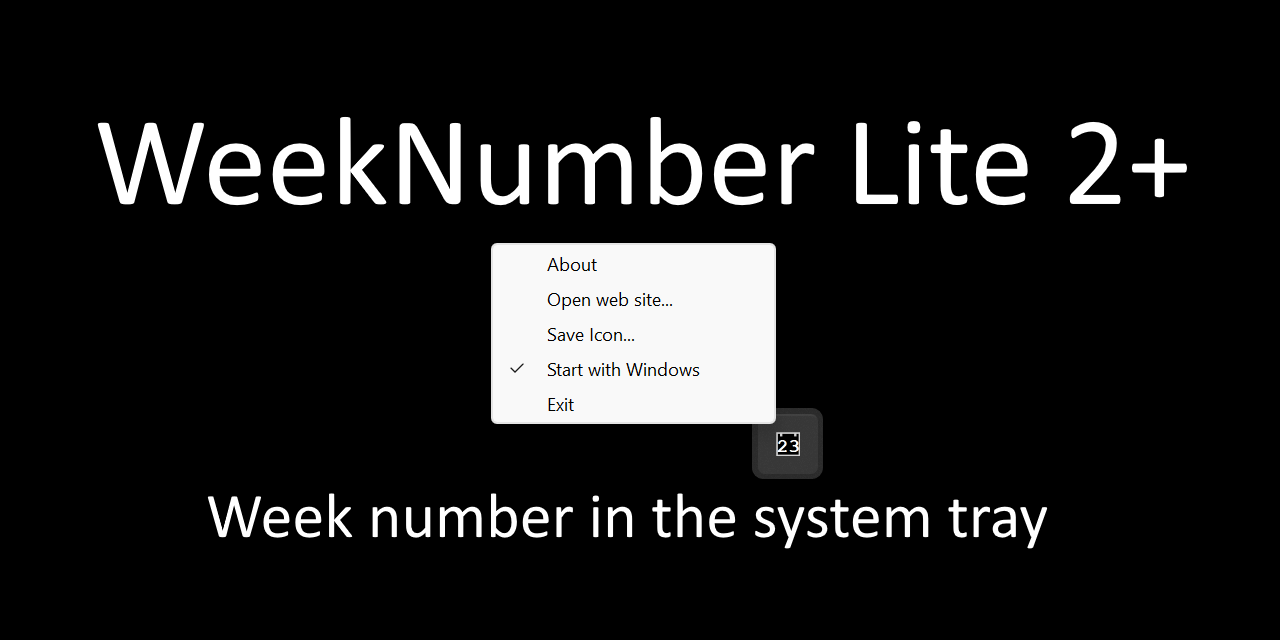 WeekNumber Lite 2+
About
Open web site...
Save Icon...
Start with Windows
Exit
23
Week number in the system tray